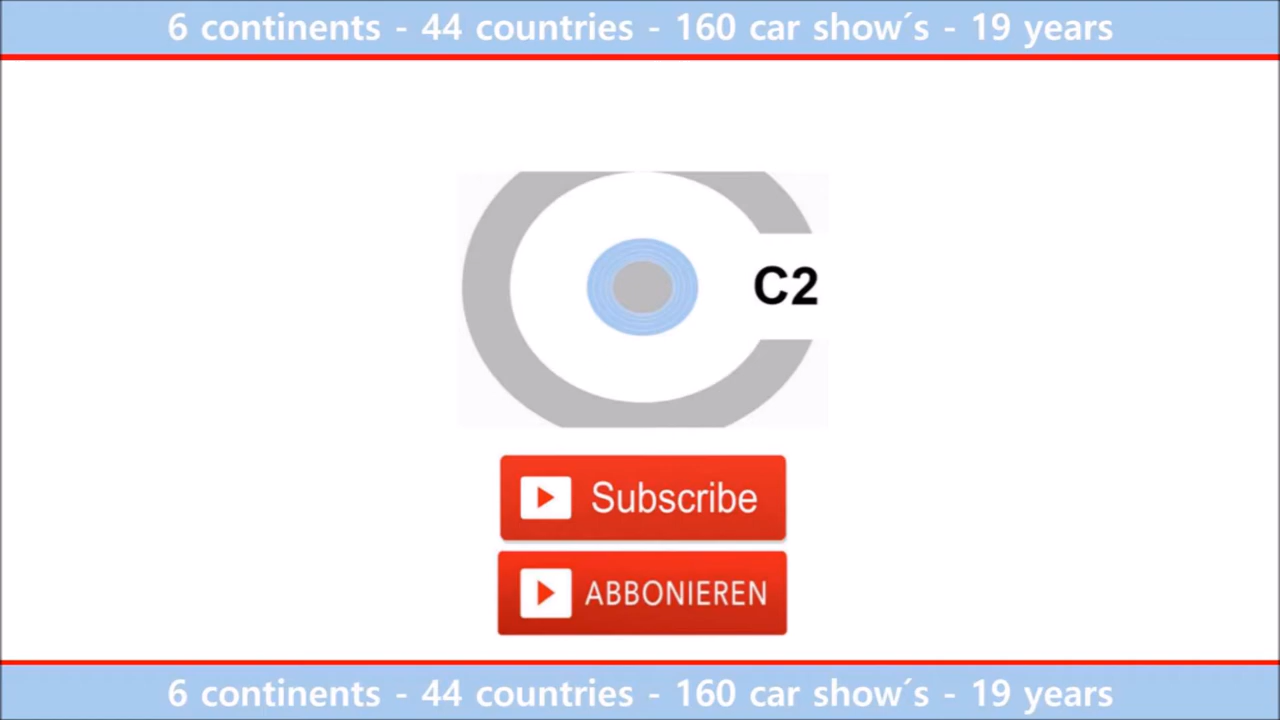 6 continents - 44 countries - 160 car show´s - 19 years
C2
Subscribe
ABBONIEREN
6 continents - 44 countries - 160 car show´s - 19 years